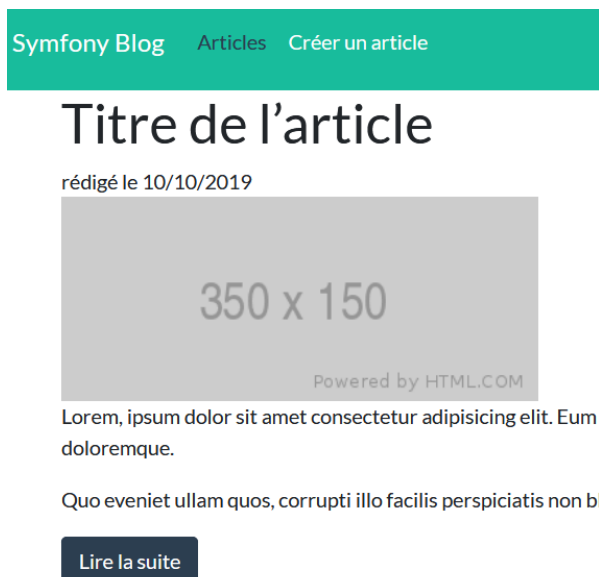 Symfony Blog Articles Créer un article
Titre de l’article
rédigé le 10/10/2019
350 x 150
Powered by HTML.COM
Lorem, ipsum dolor sit amet consectetur adipisicing elit. Eum
doloremque.
Quo eveniet ullam quos, corrupti illo facilis perspiciatis non
Lire la suite